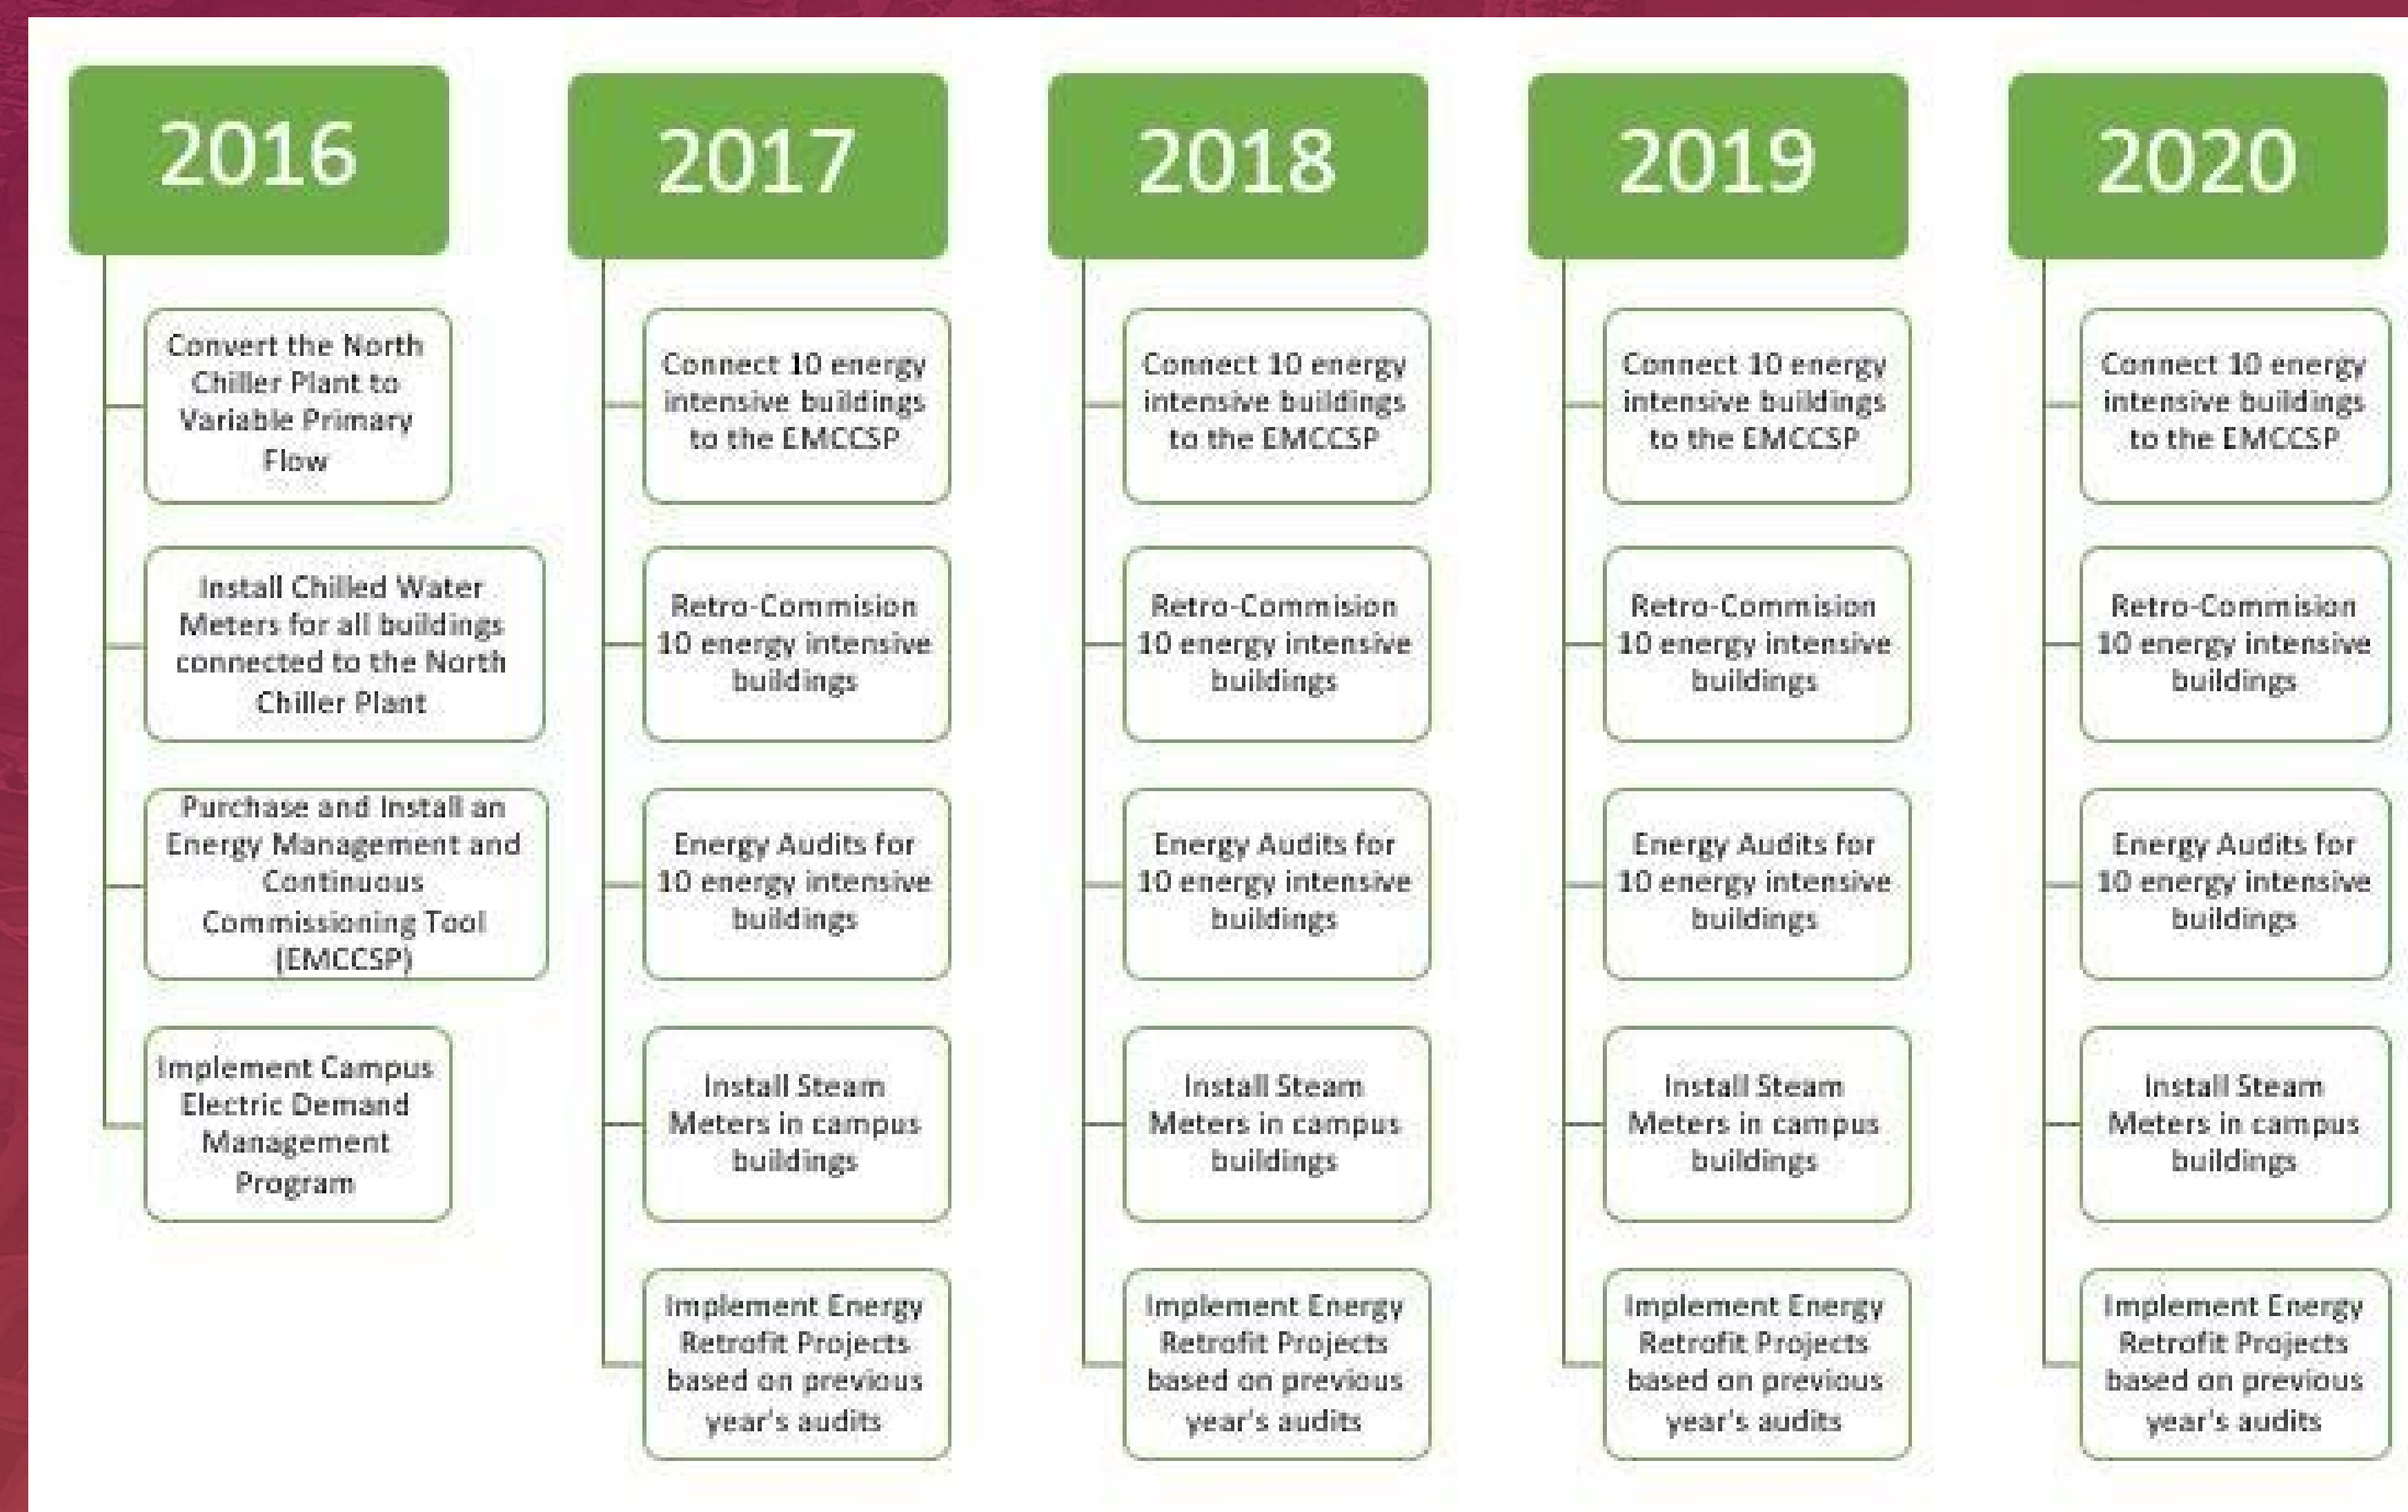 2016
Convert the North
Chiller Plant to
Variable Primary
Flow
Install Chilled Water
Meters for all buildings
connected to the North
Chiller Plant
Purchase and Install an
Energy Management and
Continuous
Commissioning Tool
(EMCCSP)
Implement Campus
Electric Demand
Management
Program
2017
Connect 10 energy
intensive buildings
to the EMCCSP
Retro-Commision
10 energy intensive
buildings
Energy Audits for
10 energy intensive
buildings
Install Steam
Meters in campus
buildings
Implement Energy
Retrofit Projects
based on previous
year's audits
2018
Connect 10 energy
intensive buildings
to the EMCCSP
Retro-Commision
10 energy intensive
buildings
Energy Audits for
10 energy intensive
buildings
Install Steam
Meters in campus
buildings
Implement Energy
Retrofit Projects
based on previous
year's audits
2019
Connect 10 energy
intensive buildings
to the EMCCSP
Retro-Commision
10 energy intensive
buildings
Energy Audits for
10 energy intensive
buildings
Install Steam
Meters in campus
buildings
Implement Energy
Retrofit Projects
based on previous
year's audits
2020
Connect 10 energy
intensive buildings
to the EMCCSP
Retro-Commision
10 energy intensive
buildings
Energy Audits for
10 energy intensive
buildings
Install Steam
Meters in campus
buildings
Implement Energy
Retrofit Projects
based on previous
year's audits